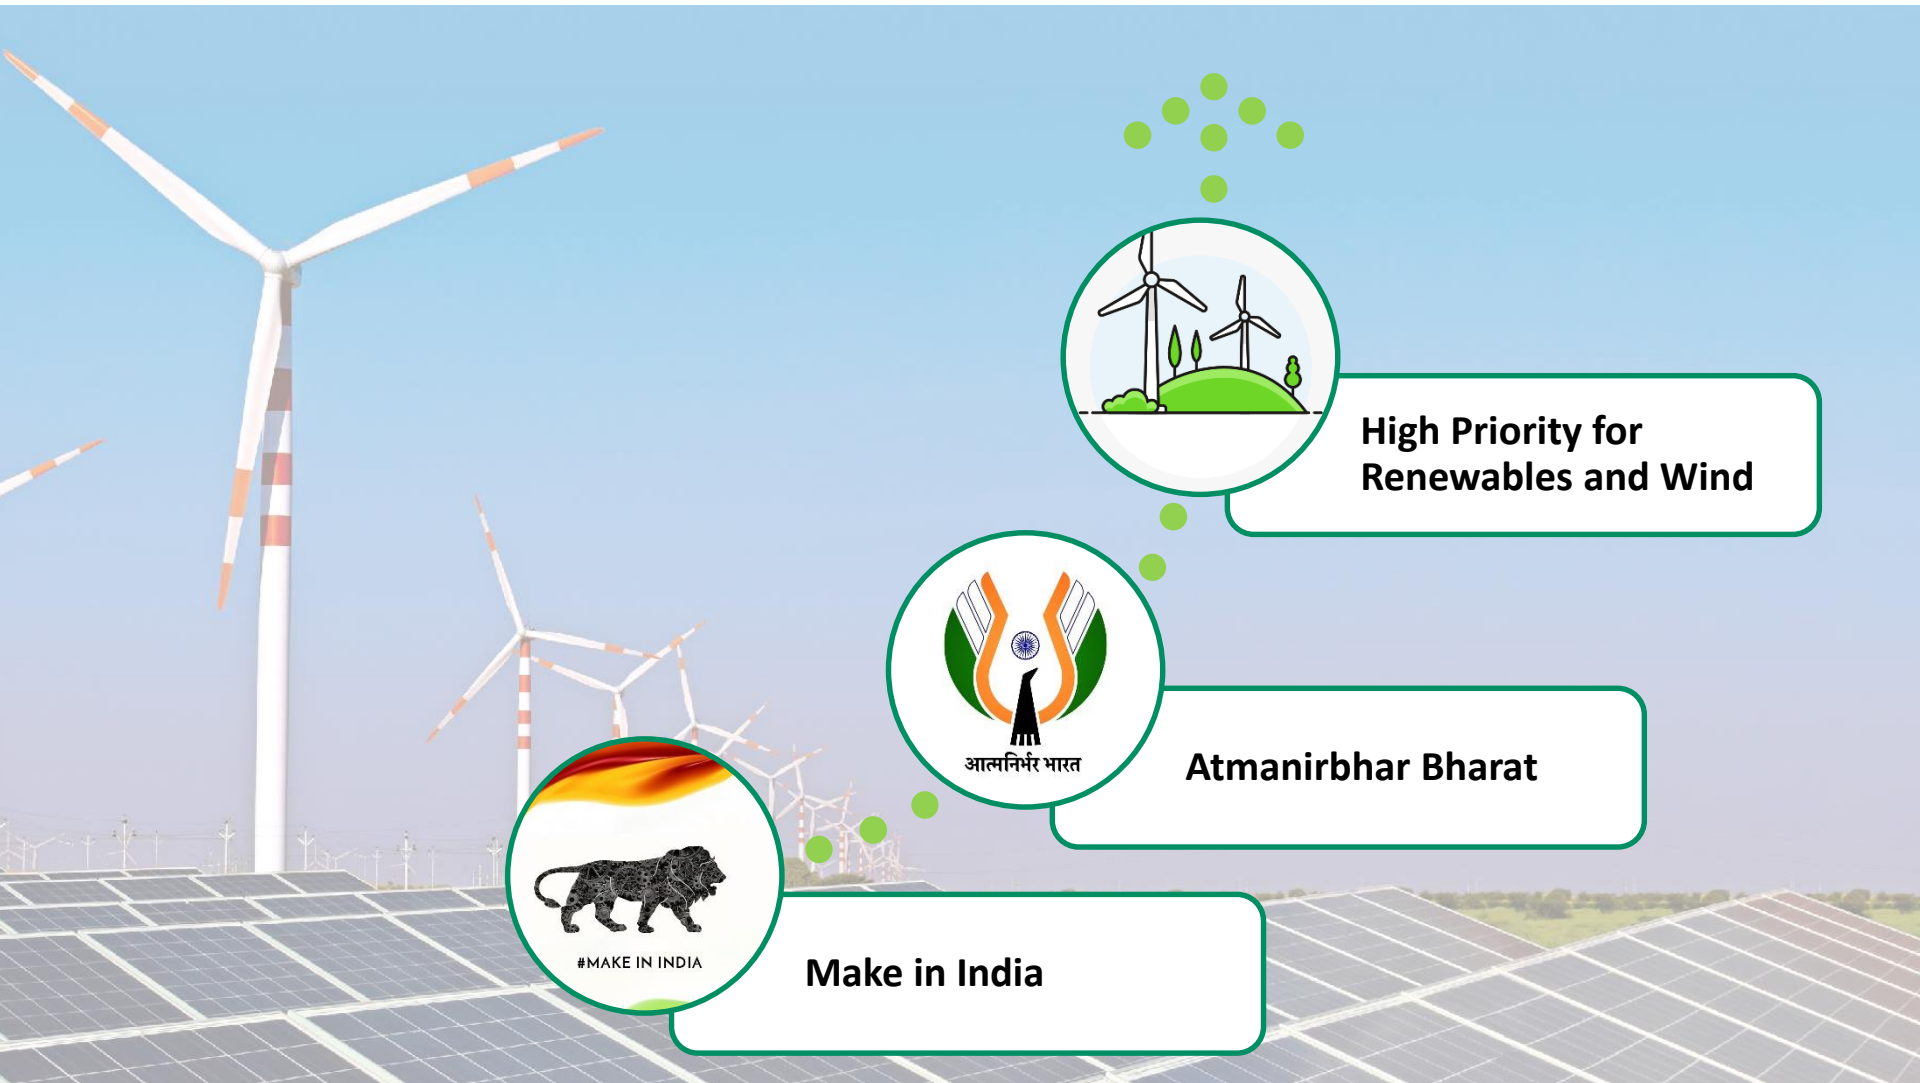 High Priority for
Renewables and Wind
आत्मनिर्भर भारत
Atmanirbhar Bharat
#MAKE IN INDIA
Make in India